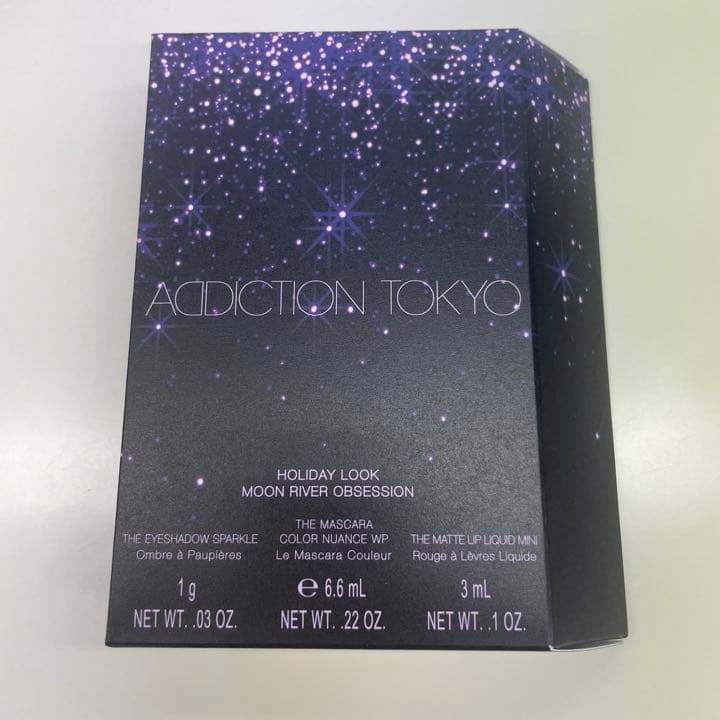 ADDICTION TOKYO
HOLIDAY LOOK
MOON RIVER OBSESSION
THE EYESHADOW SPARKLE
Ombre à Paupières
1 g
NET WT. .03 OZ.
THE MASCARA
COLOR NUANCE WP
Le Mascara Couleur
℮ 6.6 mL
NET WT. .22 OZ.
THE MATTE LIP LIQUID MINI
Rouge à Lèvres Liquide
3 mL
NET WT. .1 OZ.